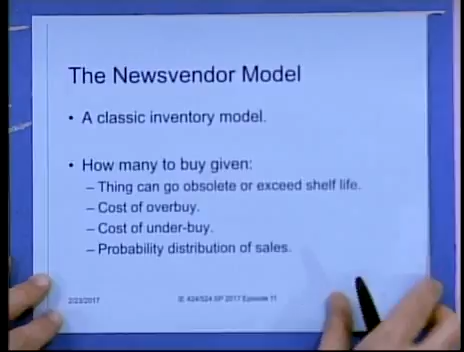 The Newsvendor Model
• A classic inventory model.
• How many to buy given:
– Thing can go obsolete or exceed shelf life.
– Cost of overbuy.
– Cost of under-buy.
– Probability distribution of sales.
2/23/2017 IE 424/524 SP 2017 Episode 11